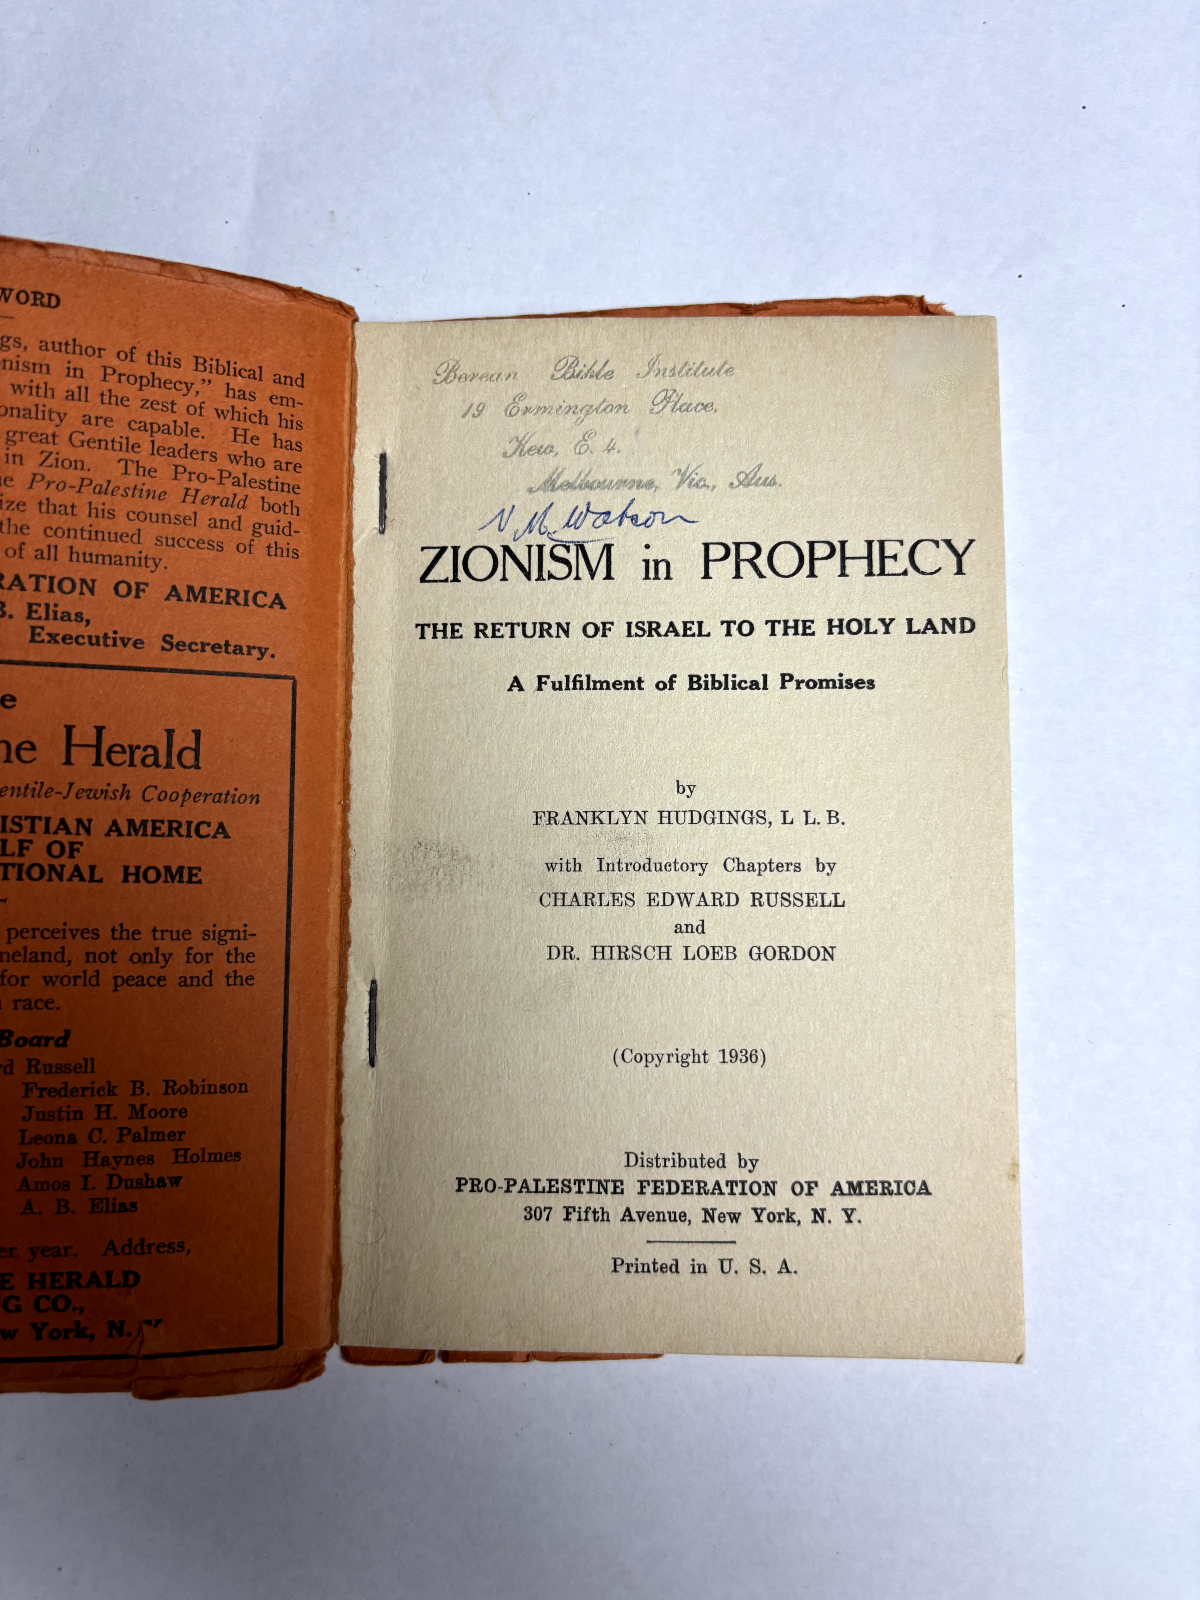 WORD
gs, author of this Biblical and
nism in Prophecy," has em-
with all the zest of which his
onality are capable. He has
great Gentile leaders who are
in Zion. The Pro-Palestine
he Pro-Palestine Herald both
ize that his counsel and guid-
the continued success of this
of all humanity.
RATION OF AMERICA
B. Elias,
Executive Secretary.
e
ne Herald
entile-Jewish Cooperation
ISTIAN AMERICA
LF OF
TIONAL HOME
perceives the true signi-
meland, not only for the
for world peace and the
race.
Board
rd Russell
Frederick B. Robinson
Justin H. Moore
Leona C. Palmer
John Haynes Holmes
Amos I. Dushaw
A. B. Elias
er year. Address,
E HERALD
G CO.,
w York, N. Y.
Berean Bible Institute
19 Ermington Place,
Kew, E. 4.
Melbourne, Vic., Aus.
N. M. Watson
ZIONISM in PROPHECY
THE RETURN OF ISRAEL TO THE HOLY LAND
A Fulfilment of Biblical Promises
by
FRANKLYN HUDGINGS, L L. B.
with Introductory Chapters by
CHARLES EDWARD RUSSELL
and
DR. HIRSCH LOEB GORDON
(Copyright 1936)
Distributed by
PRO-PALESTINE FEDERATION OF AMERICA
307 Fifth Avenue, New York, N. Y.
Printed in U. S. A.